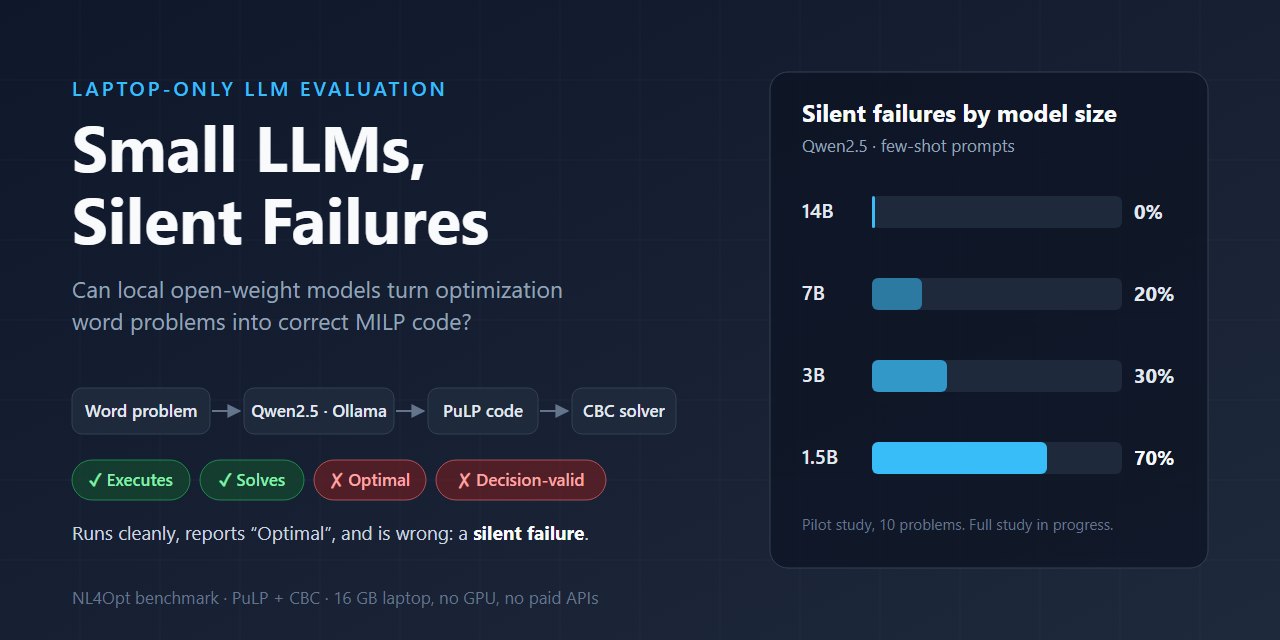 LAPTOP-ONLY LLM EVALUATION
Small LLMs,
Silent Failures
Can local open-weight models turn optimization
word problems into correct MILP code?
Word problem
Qwen2.5 · Ollama
PuLP code
CBC solver
✓ Executes
✓ Solves
✗ Optimal
✗ Decision-valid
Runs cleanly, reports “Optimal”, and is wrong: a silent failure.
NL4Opt benchmark · PuLP + CBC · 16 GB laptop, no GPU, no paid APIs
Silent failures by model size
Qwen2.5 · few-shot prompts
14B 0%
7B 20%
3B 30%
1.5B 70%
Pilot study, 10 problems. Full study in progress.